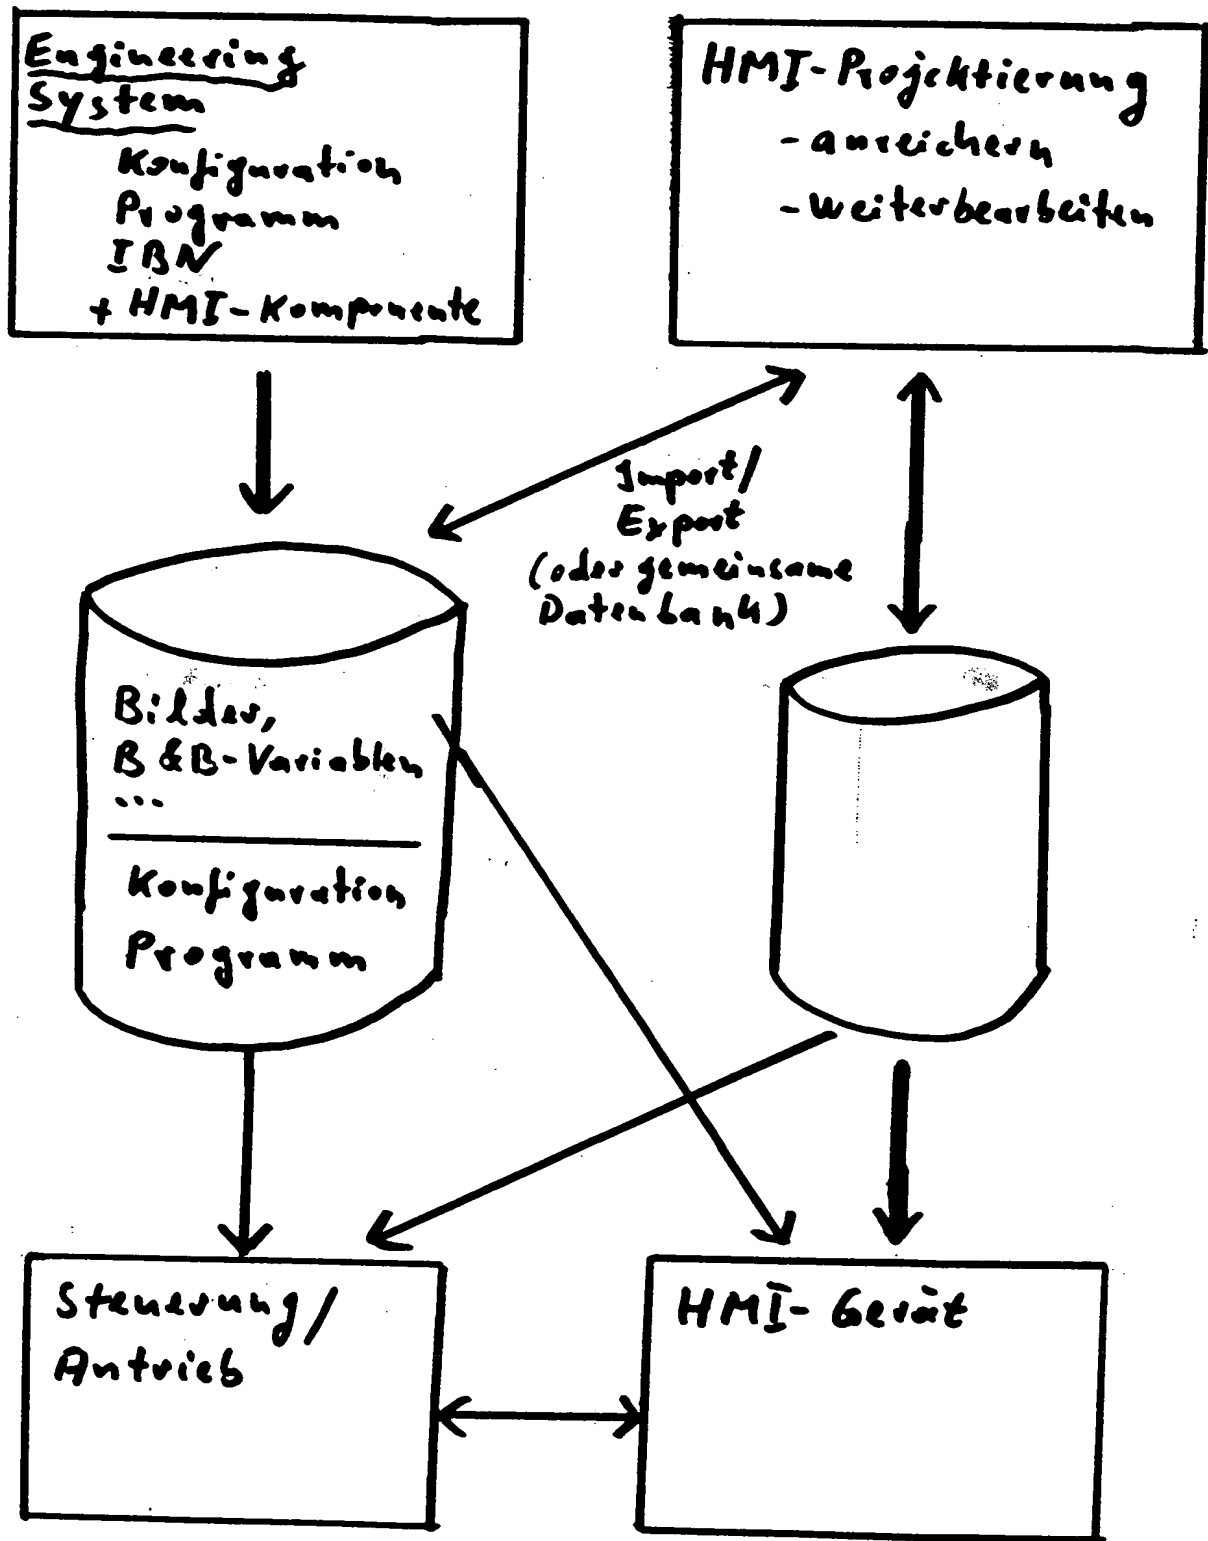 Engineering
System
Konfiguration
Programm
IBN
+ HMI-Komponente
HMI-Projektierung
- anreichern
- weiterbearbeiten
Import/
Export
(oder gemeinsame
Datenbank)
Bilder,
B&B-Variablen
...
Konfiguration
Programm
Steuerung/
Antrieb
HMI-Gerät